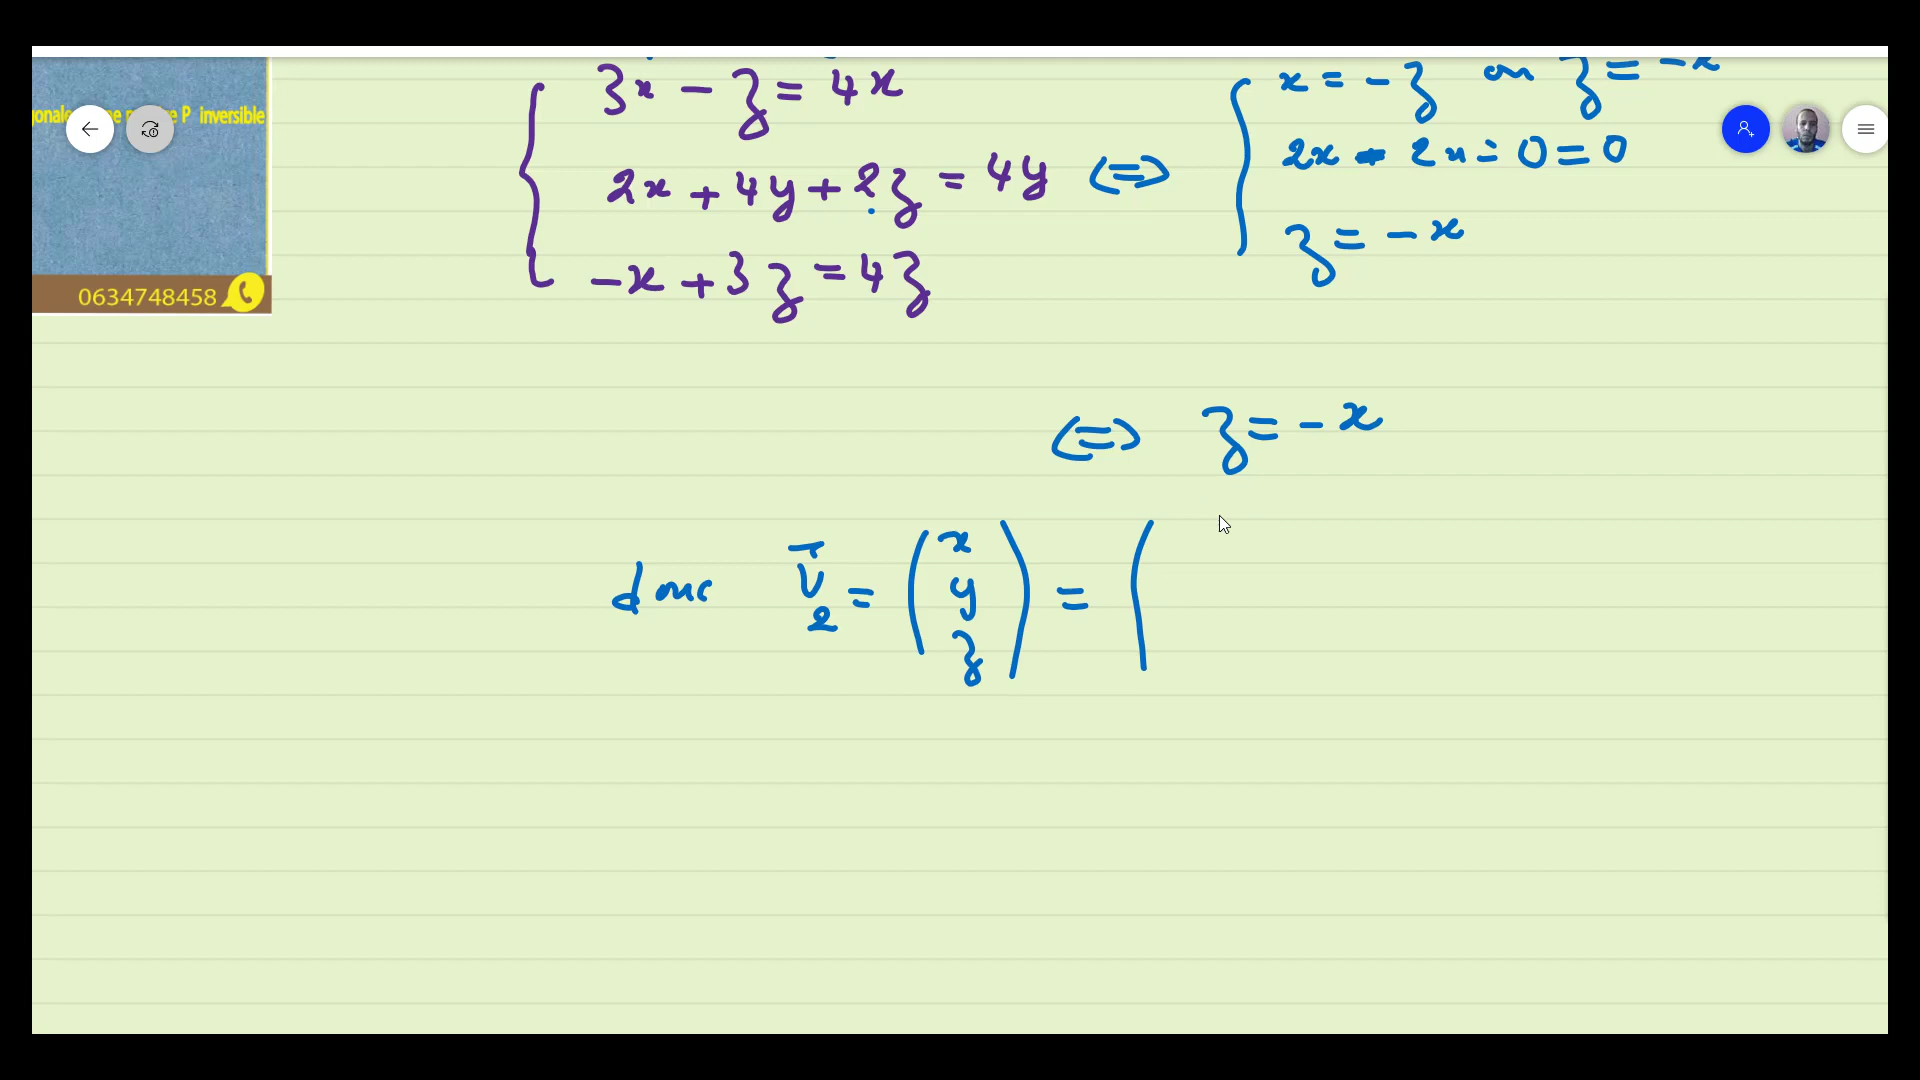 3x - z = 4x
x = -z ou z = -x
P inversible
2x + 4y + 2z = 4y <=> 2x - 2x = 0 = 0
-x + 3z = 4z
z = -x
0634748458
<=> z = -x
donc V2 = (x y z) = (